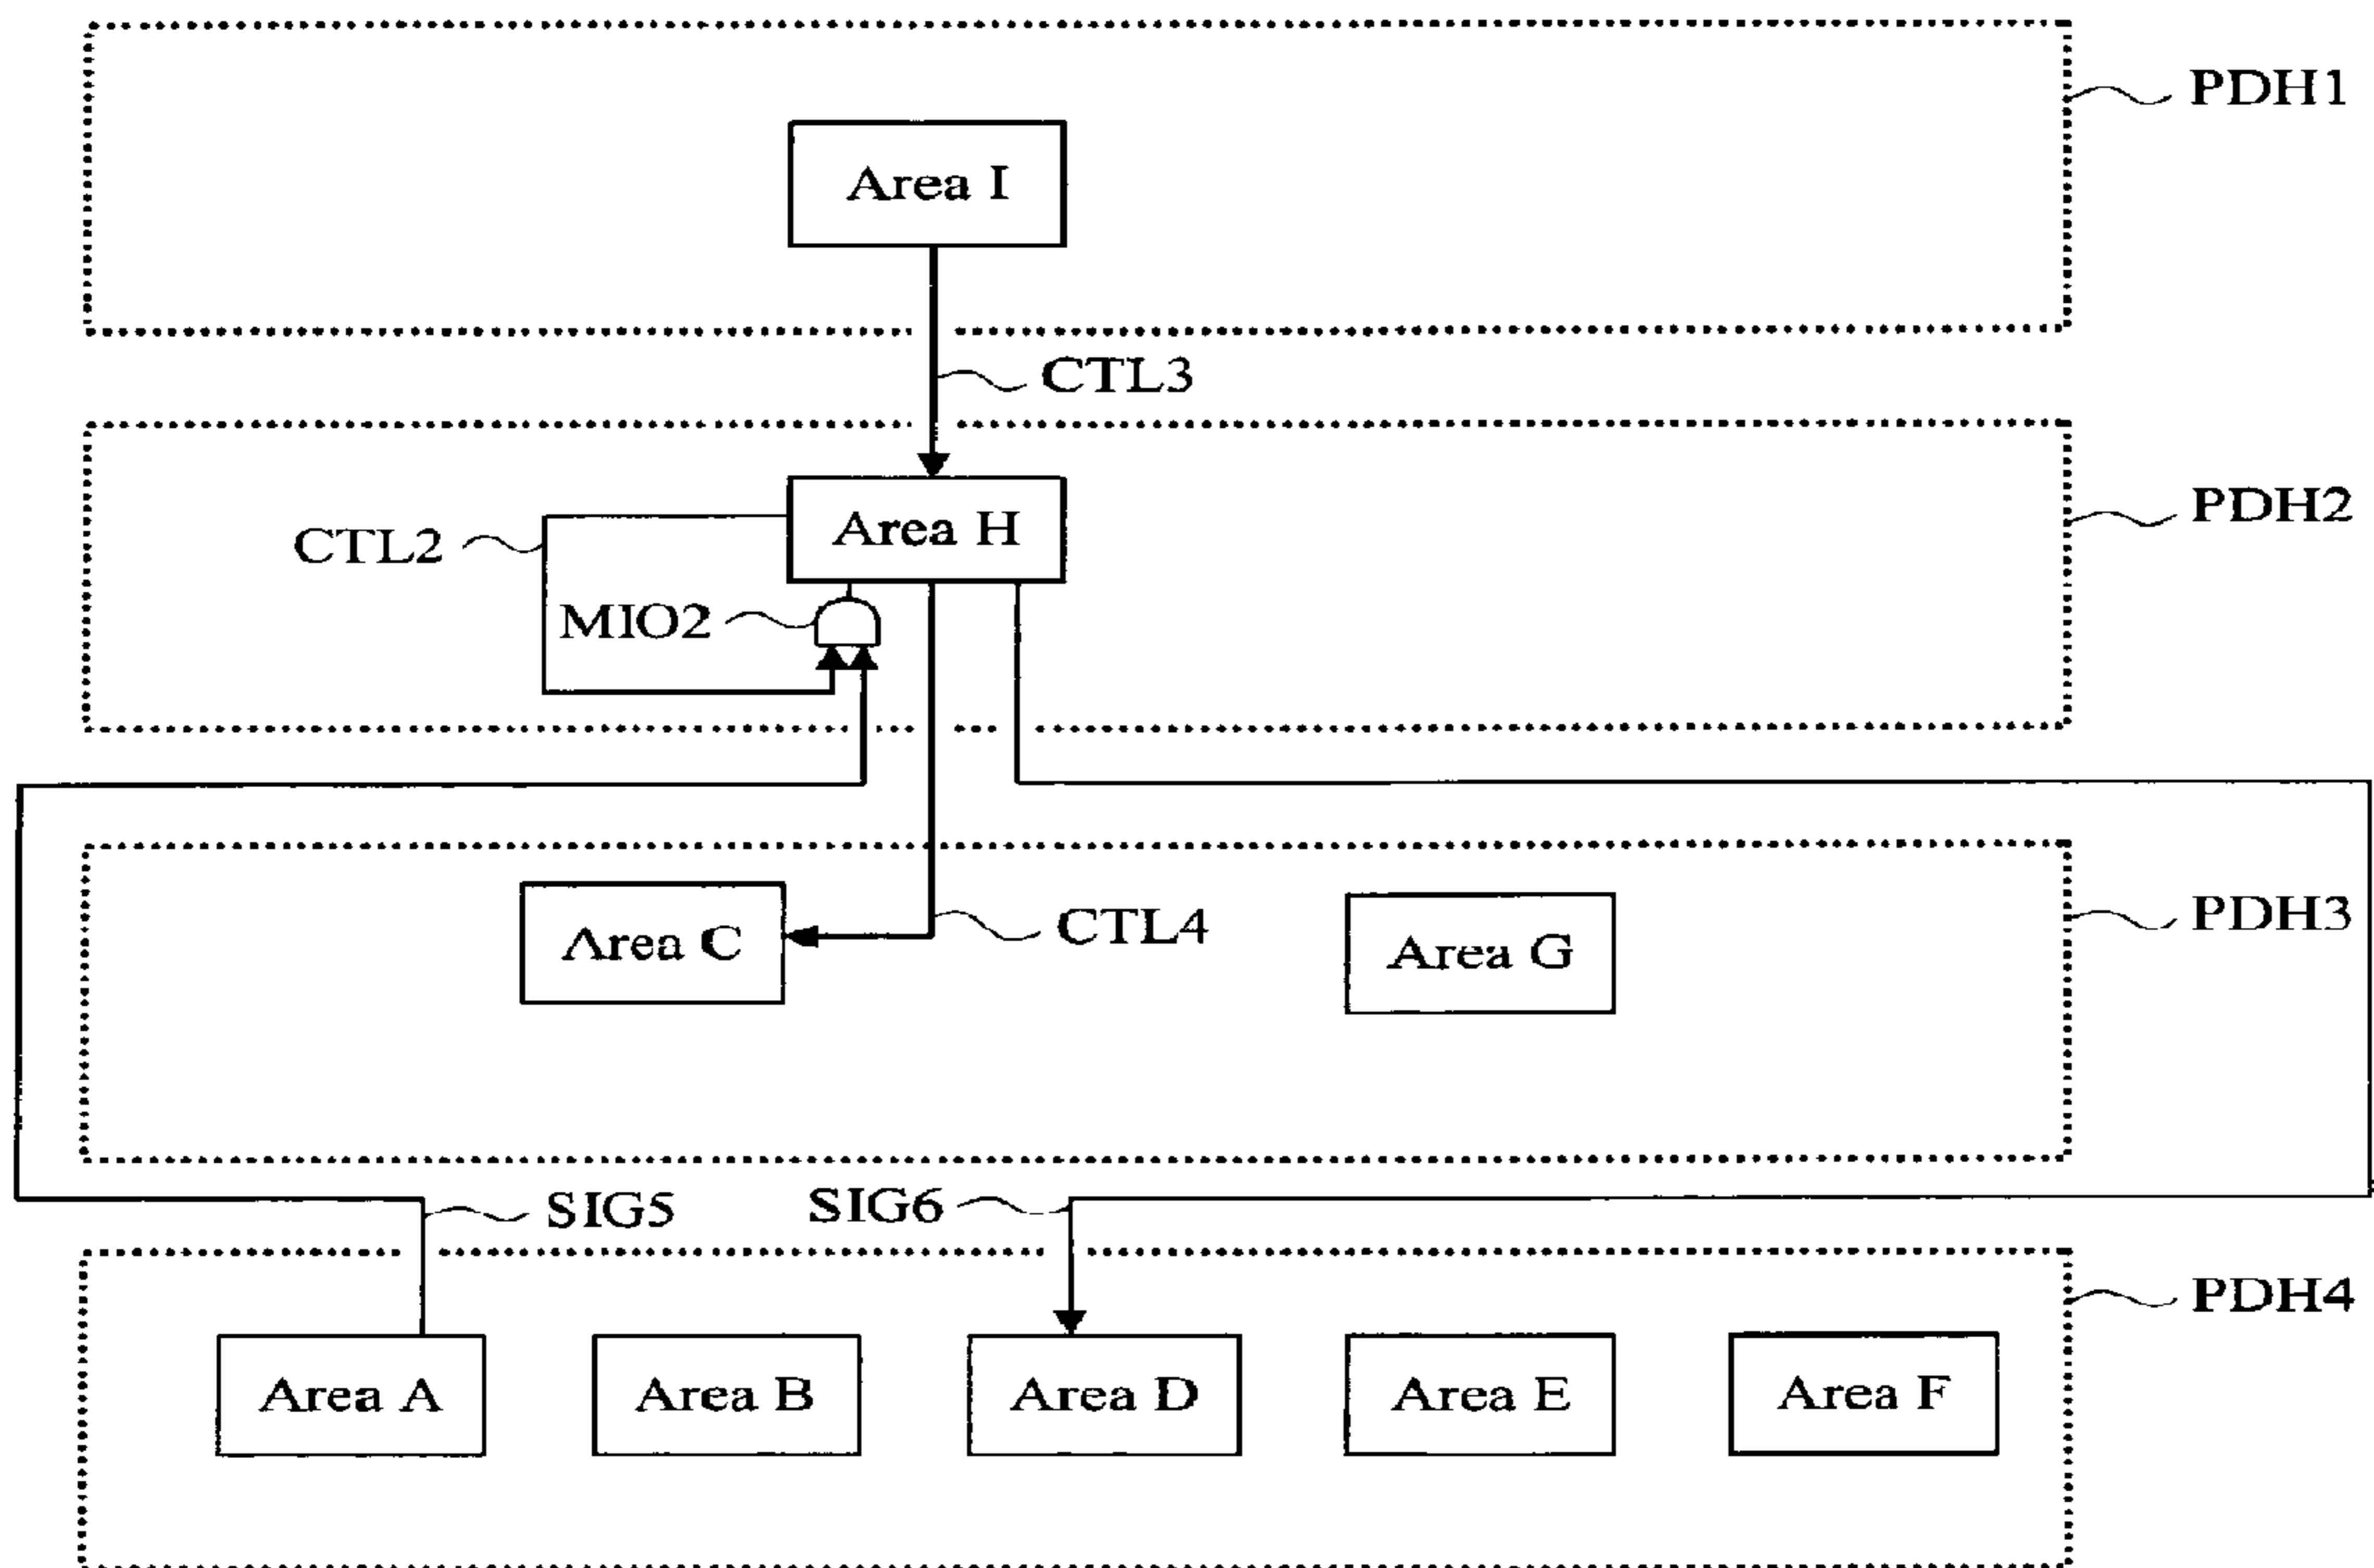 PDH1
Area I
CTL3
Area H
PDH2
CTL2
MIO2
Area C
CTL4
Area G
PDH3
SIG5
SIG6
PDH4
Area A
Area B
Area D
Area E
Area F